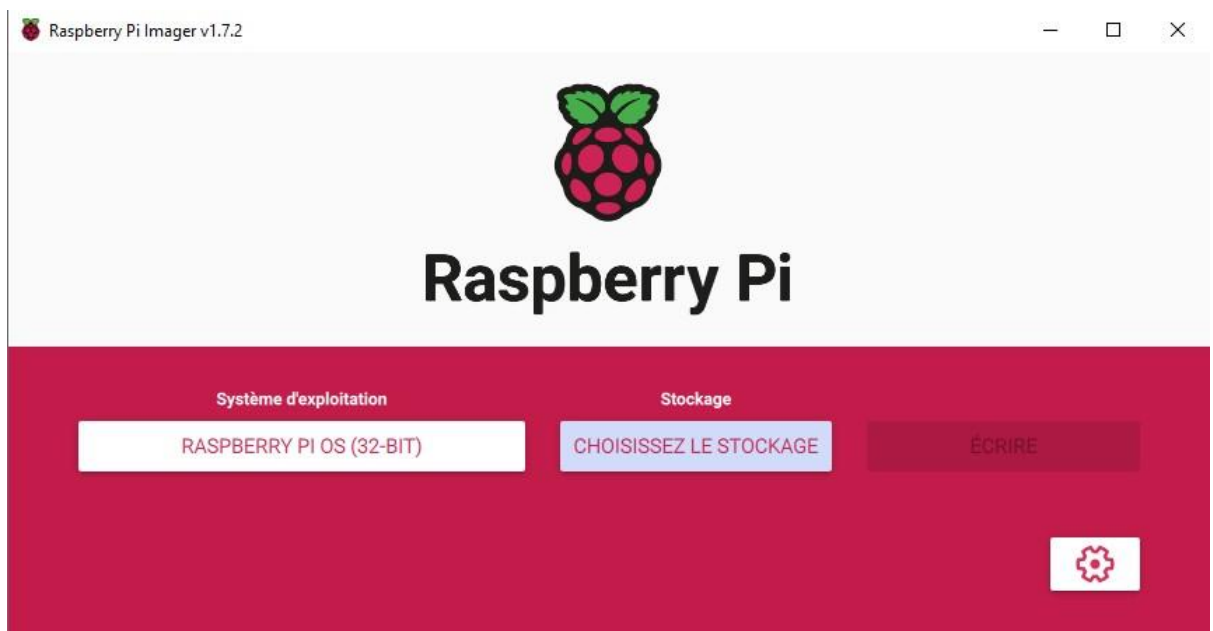 Raspberry Pi Imager v1.7.2
Raspberry Pi
Système d'exploitation
Stockage
RASPBERRY PI OS (32-BIT)
CHOISISSEZ LE STOCKAGE
ÉCRIRE